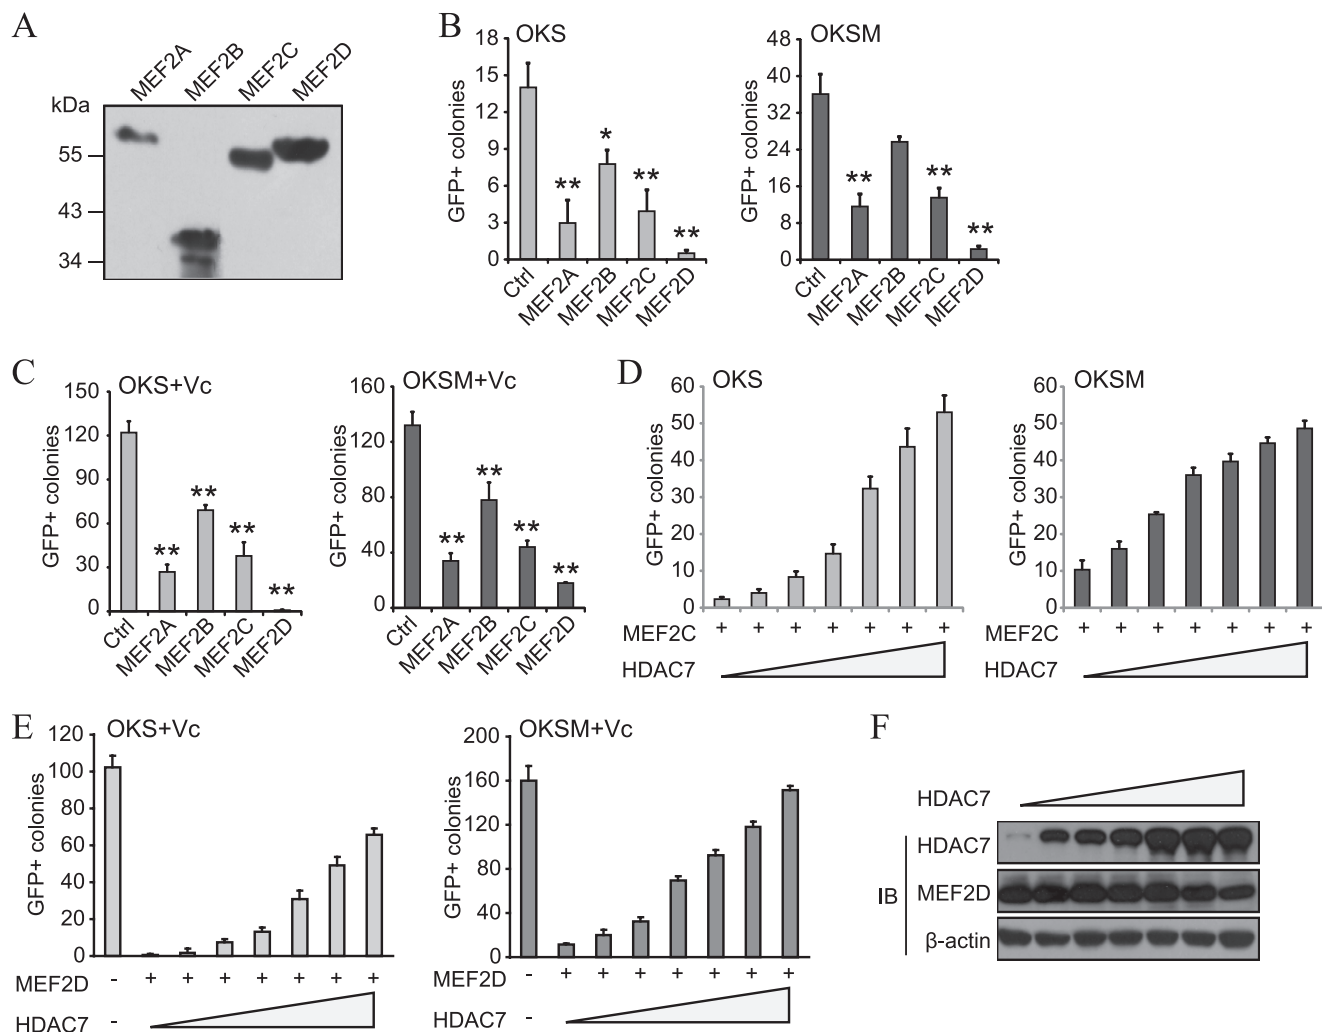 A
MEF2A MEF2B MEF2C MEF2D
kDa
55
43
34
B
OKS
GFP+ colonies
18
15
12
9
6
3
0
* ** ** **
Ctrl MEF2A MEF2B MEF2C MEF2D
OKSM
GFP+ colonies
48
40
32
24
16
8
0
** ** **
Ctrl MEF2A MEF2B MEF2C MEF2D
C
OKS+Vc
GFP+ colonies
150
120
90
60
30
0
** ** ** **
Ctrl MEF2A MEF2B MEF2C MEF2D
OKSM+Vc
GFP+ colonies
160
120
80
40
0
** ** ** **
Ctrl MEF2A MEF2B MEF2C MEF2D
D
OKS
GFP+ colonies
60
50
40
30
20
10
0
MEF2C + + + + + + +
HDAC7
OKSM
GFP+ colonies
60
50
40
30
20
10
0
MEF2C + + + + + + +
HDAC7
E
OKS+Vc
GFP+ colonies
120
100
80
60
40
20
0
MEF2D - + + + + + + +
HDAC7 -
OKSM+Vc
GFP+ colonies
200
160
120
80
40
0
MEF2D - + + + + + + +
HDAC7 -
F
HDAC7
HDAC7
IB MEF2D
β-actin